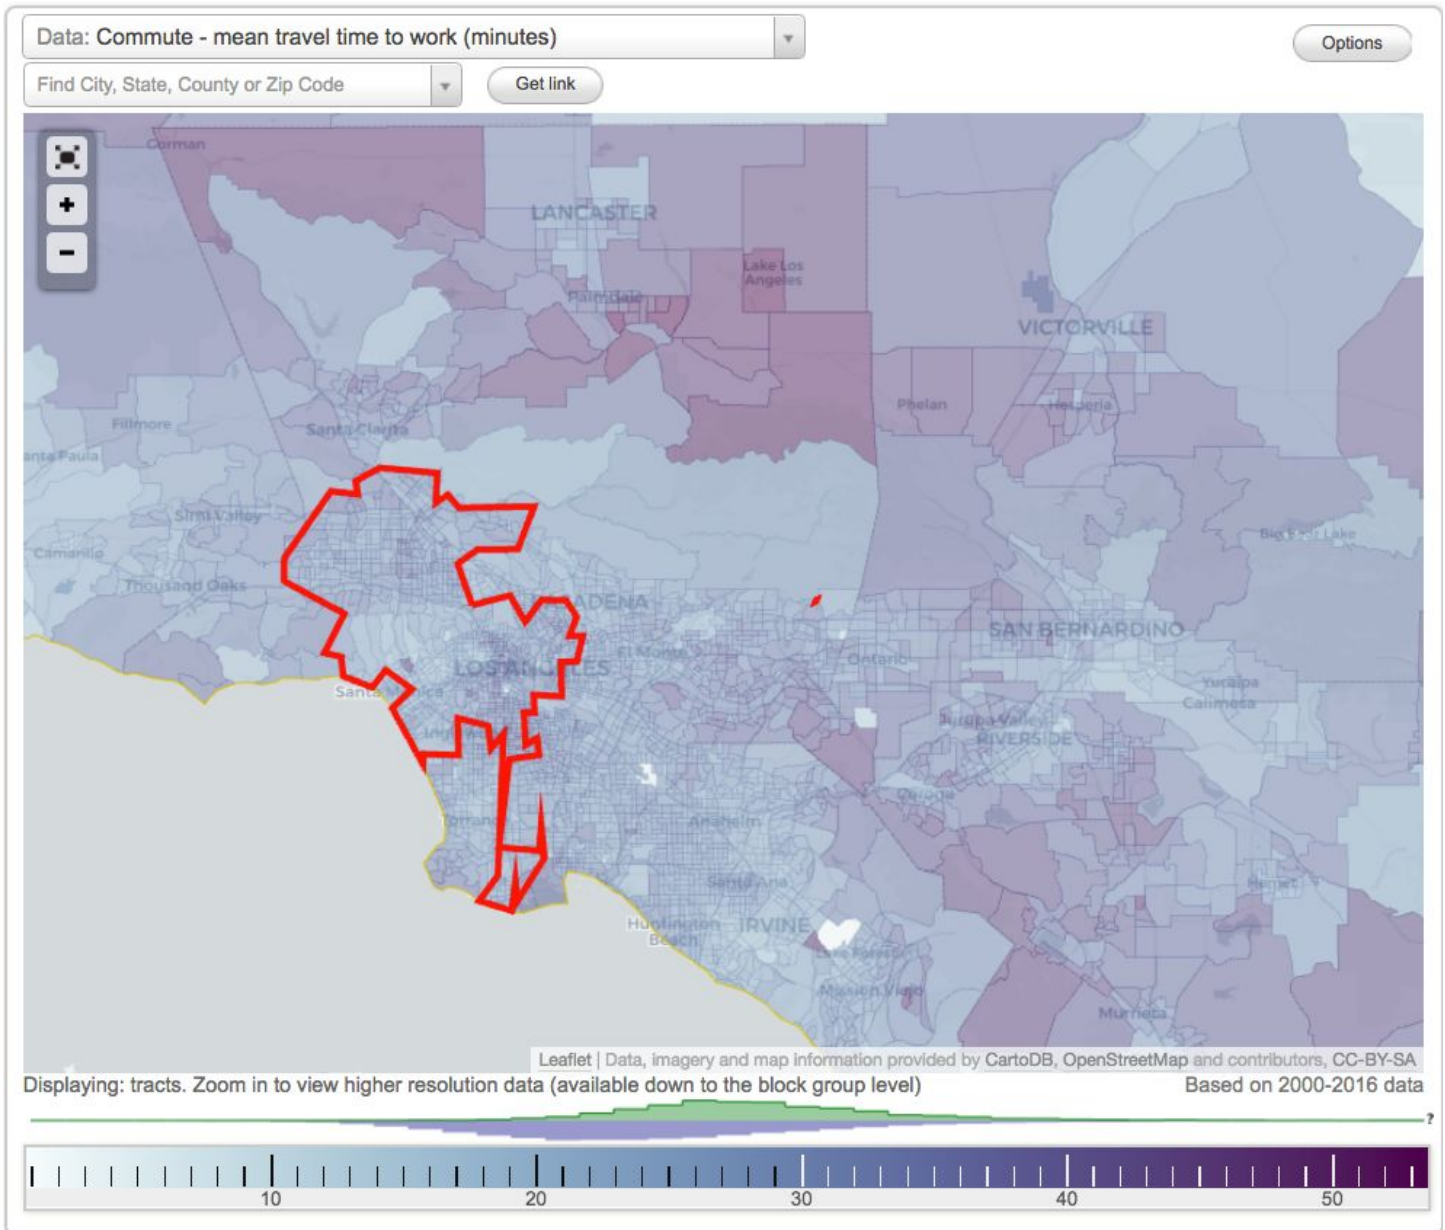 Data: Commute - mean travel time to work (minutes)
Options
Find City, State, County or Zip Code
Get link
Gorman
+
-
LANCASTER
Lake Los
Angeles
Palmdale
VICTORVILLE
Phelan
Hesperia
Fillmore
Santa Clarita
anta Paula
Simi Valley
Big Bear Lake
Camarillo
Thousand Oaks
ADENA
SAN BERNARDINO
El Monte
LOS ANGELES
Ontario
Santa Monica
Yucaipa
Calimesa
Inglew
Jurupa Valley
RIVERSIDE
Corona
Torrance
Anaheim
Santa Ana
Hemet
Huntington
Beach
IRVINE
Lake Forest
Mission Viejo
Murrieta
Leaflet | Data, imagery and map information provided by CartoDB, OpenStreetMap and contributors, CC-BY-SA
Displaying: tracts. Zoom in to view higher resolution data (available down to the block group level)
Based on 2000-2016 data
?
10 20 30 40 50